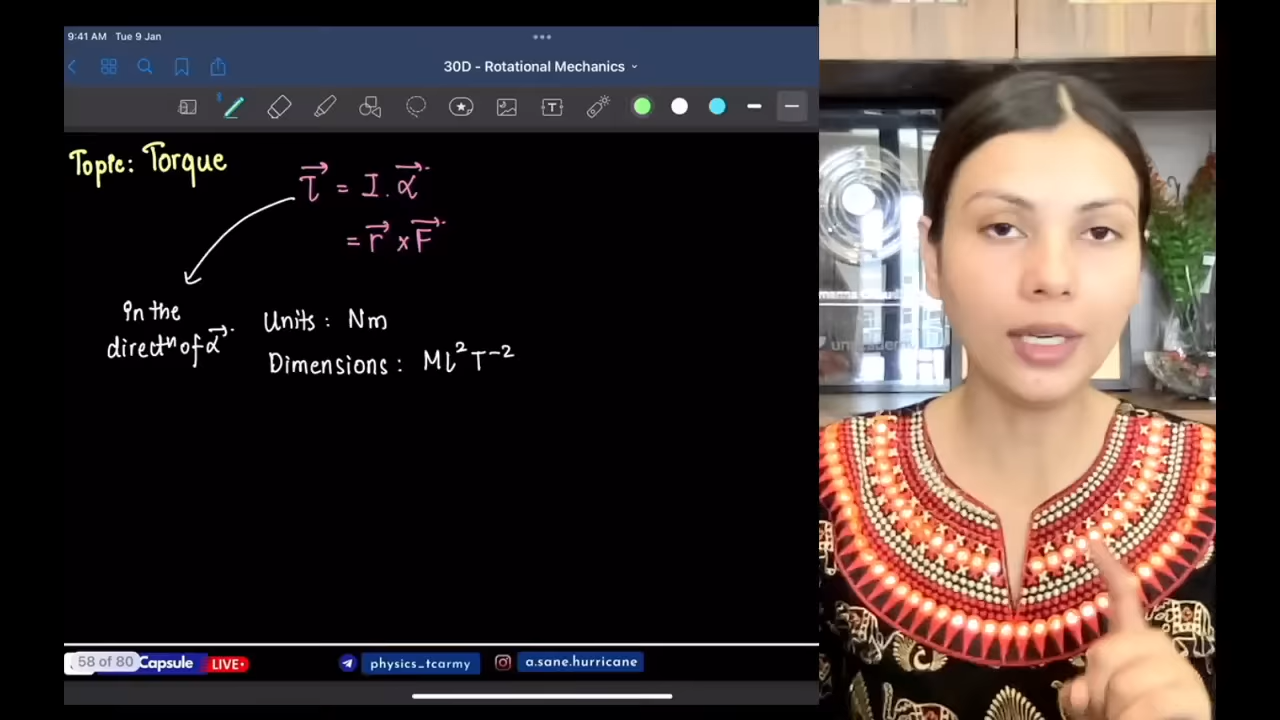 9:41 AM Tue 9 Jan
30D - Rotational Mechanics
Topic: Torque
τ⃗ = I. α⃗
= r⃗ × F⃗
in the
directⁿ of α⃗
Units : Nm
Dimensions : ML² T⁻²
58 of 80 Capsule LIVE
physics_tcarmy
a.sane.hurricane